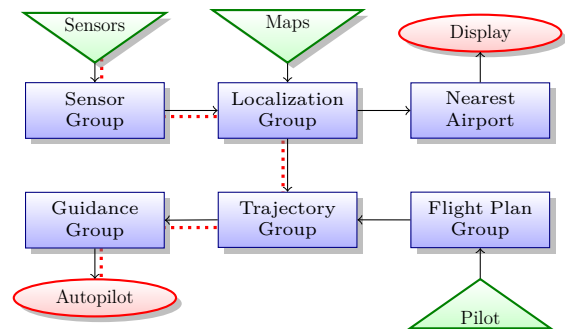 Sensors
Maps
Display
Sensor
Group
Localization
Group
Nearest
Airport
Guidance
Group
Trajectory
Group
Flight Plan
Group
Autopilot
Pilot